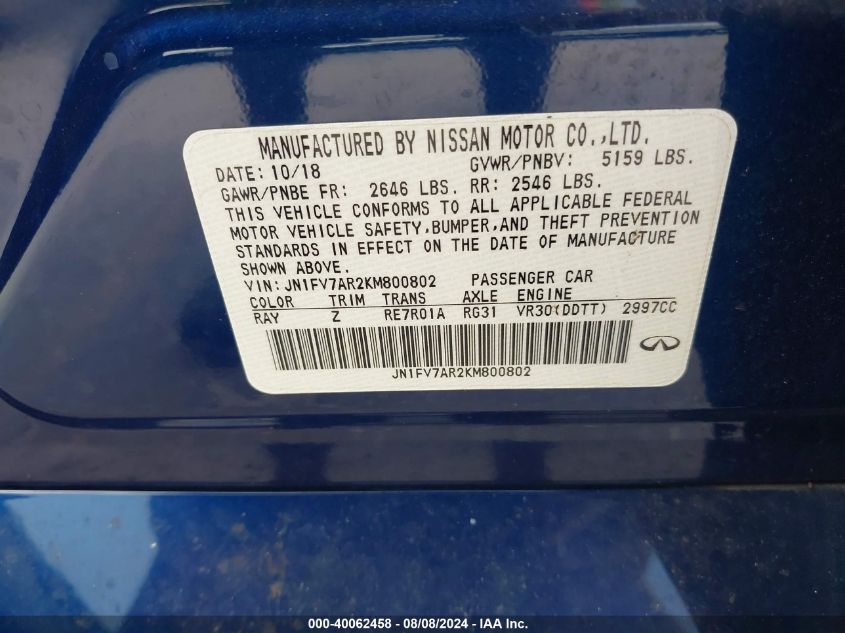 MANUFACTURED BY NISSAN MOTOR CO.,LTD.
DATE: 10/18 GVWR/PNBV: 5159 LBS.
GAWR/PNBE FR: 2646 LBS. RR: 2546 LBS.
THIS VEHICLE CONFORMS TO ALL APPLICABLE FEDERAL
MOTOR VEHICLE SAFETY,BUMPER,AND THEFT PREVENTION
STANDARDS IN EFFECT ON THE DATE OF MANUFACTURE
SHOWN ABOVE.
VIN: JN1FV7AR2KM800802 PASSENGER CAR
COLOR TRIM TRANS AXLE ENGINE
RAY Z RE7R01A RG31 VR30(DDTT) 2997CC
JN1FV7AR2KM800802
000-40062458 - 08/08/2024 - IAAI.COM